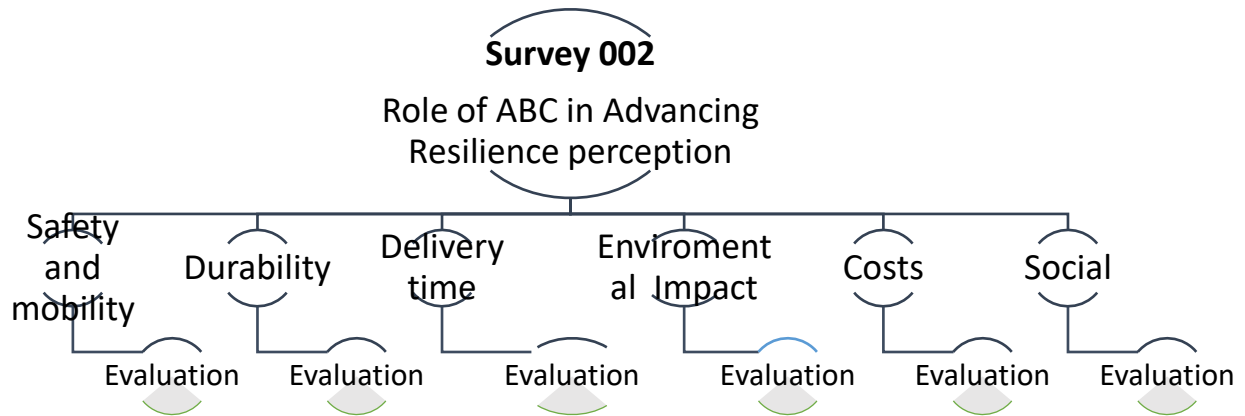 Survey 002
Role of ABC in Advancing
Resilience perception
Safety
and
mobility
Durability
Delivery
time
Enviroment
al Impact
Costs
Social
Evaluation
Evaluation
Evaluation
Evaluation
Evaluation
Evaluation